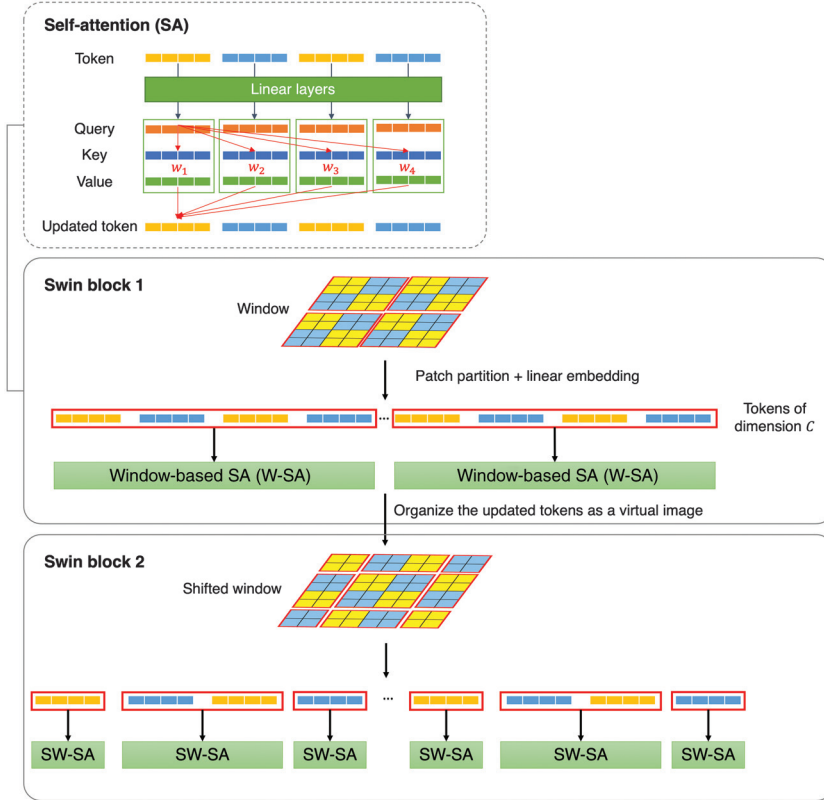 Self-attention (SA)
Token
Linear layers
Query
Key
w1 w2 w3 w4
Value
Updated token
Swin block 1
Window
Patch partition + linear embedding
...
Tokens of
dimension C
Window-based SA (W-SA) Window-based SA (W-SA)
Organize the updated tokens as a virtual image
Swin block 2
Shifted window
...
SW-SA SW-SA SW-SA SW-SA SW-SA SW-SA